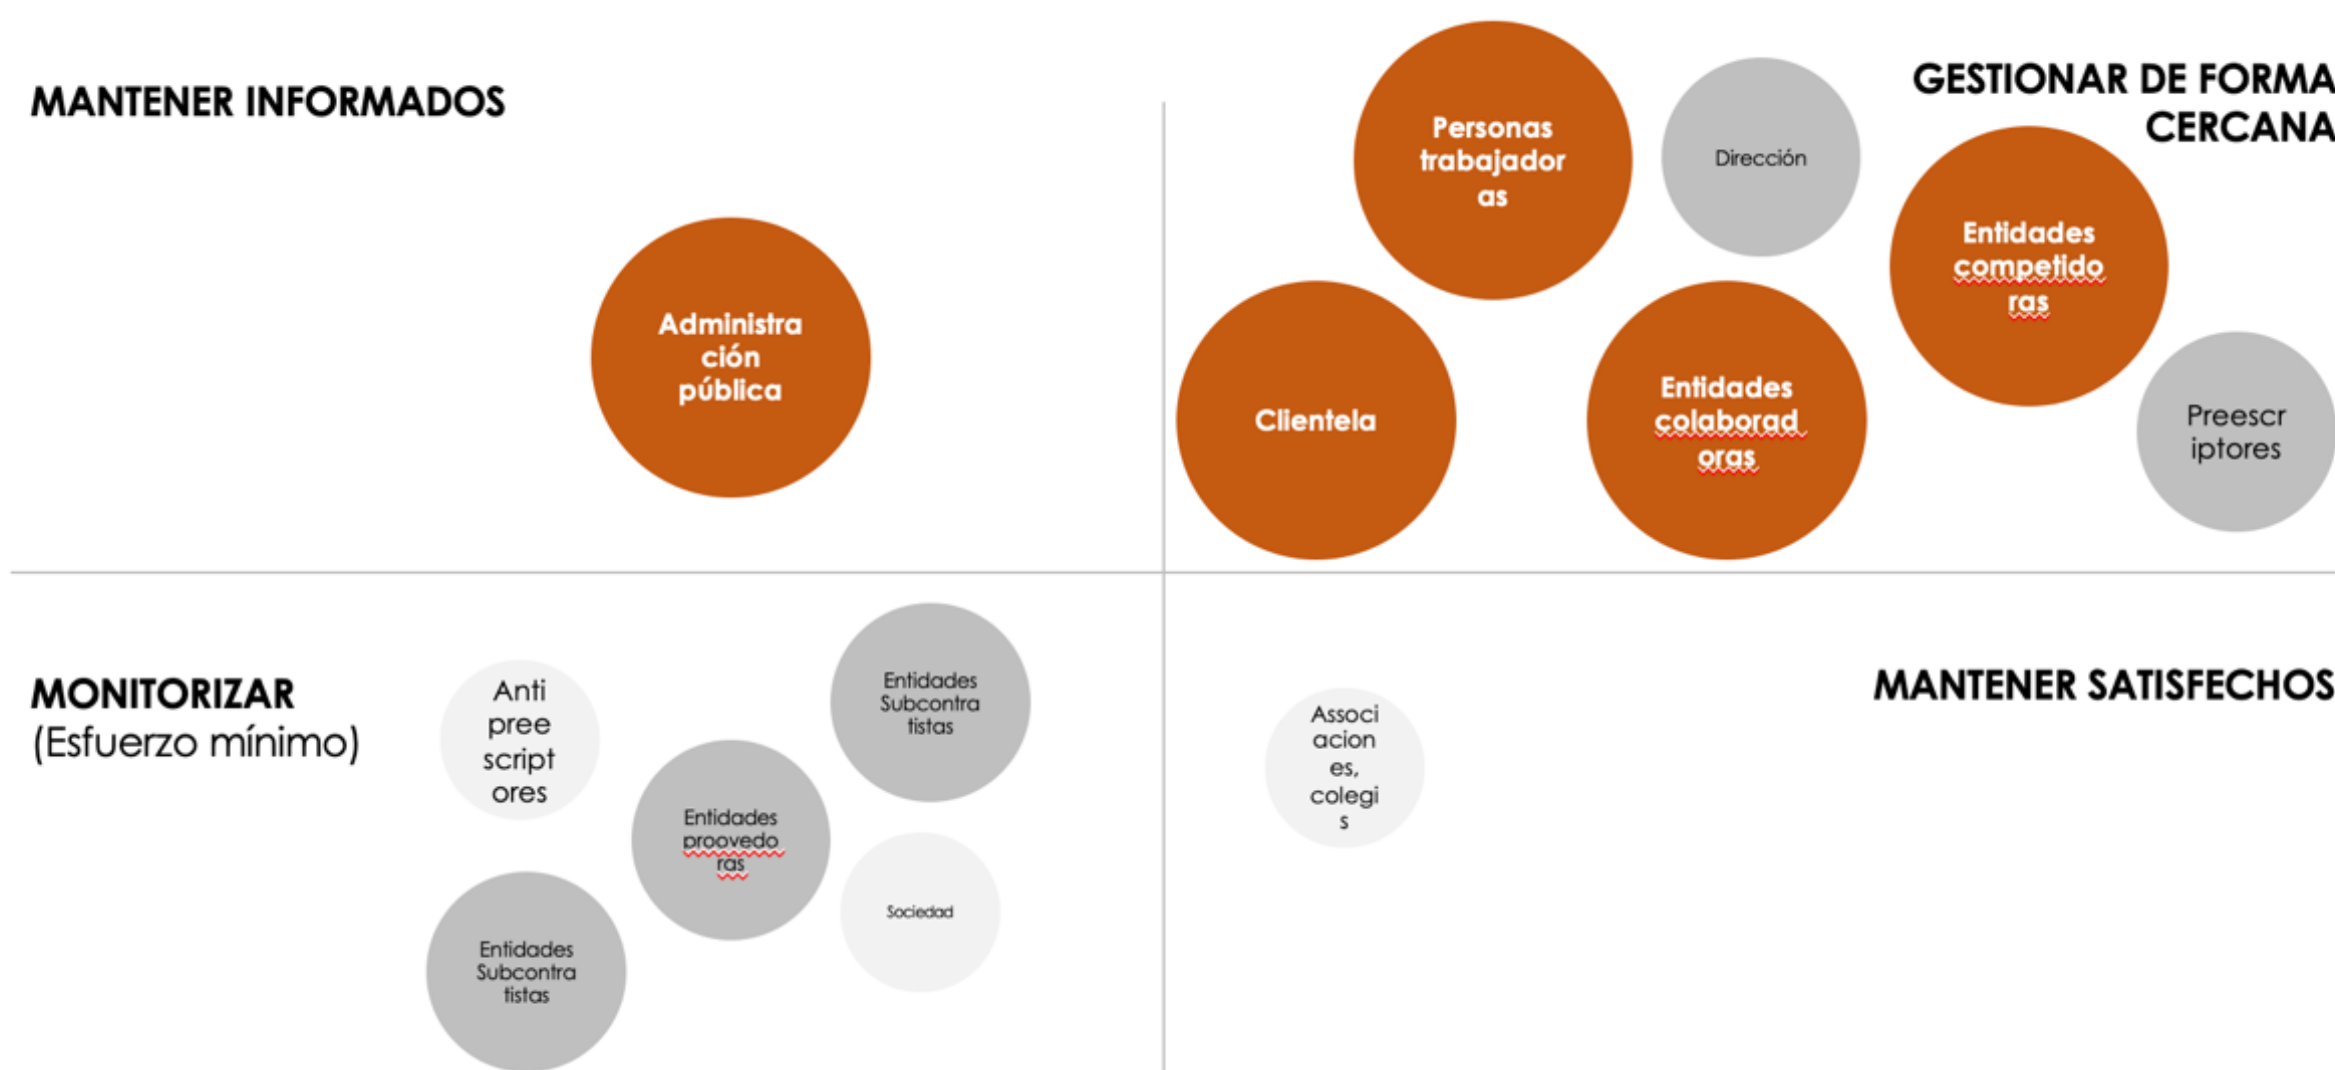 MANTENER INFORMADOS
Administra
ción
pública
GESTIONAR DE FORMA
CERCANA
Personas
trabajador
as
Dirección
Entidades
competido
ras
Clientela
Entidades
colaborad
oras
Preescr
iptores
MONITORIZAR
(Esfuerzo mínimo)
Anti
pree
script
ores
Entidades
Subcontra
tistas
Entidades
proovedo
ras
Sociedad
Entidades
Subcontra
tistas
MANTENER SATISFECHOS
Associ
acion
es,
colegi
s